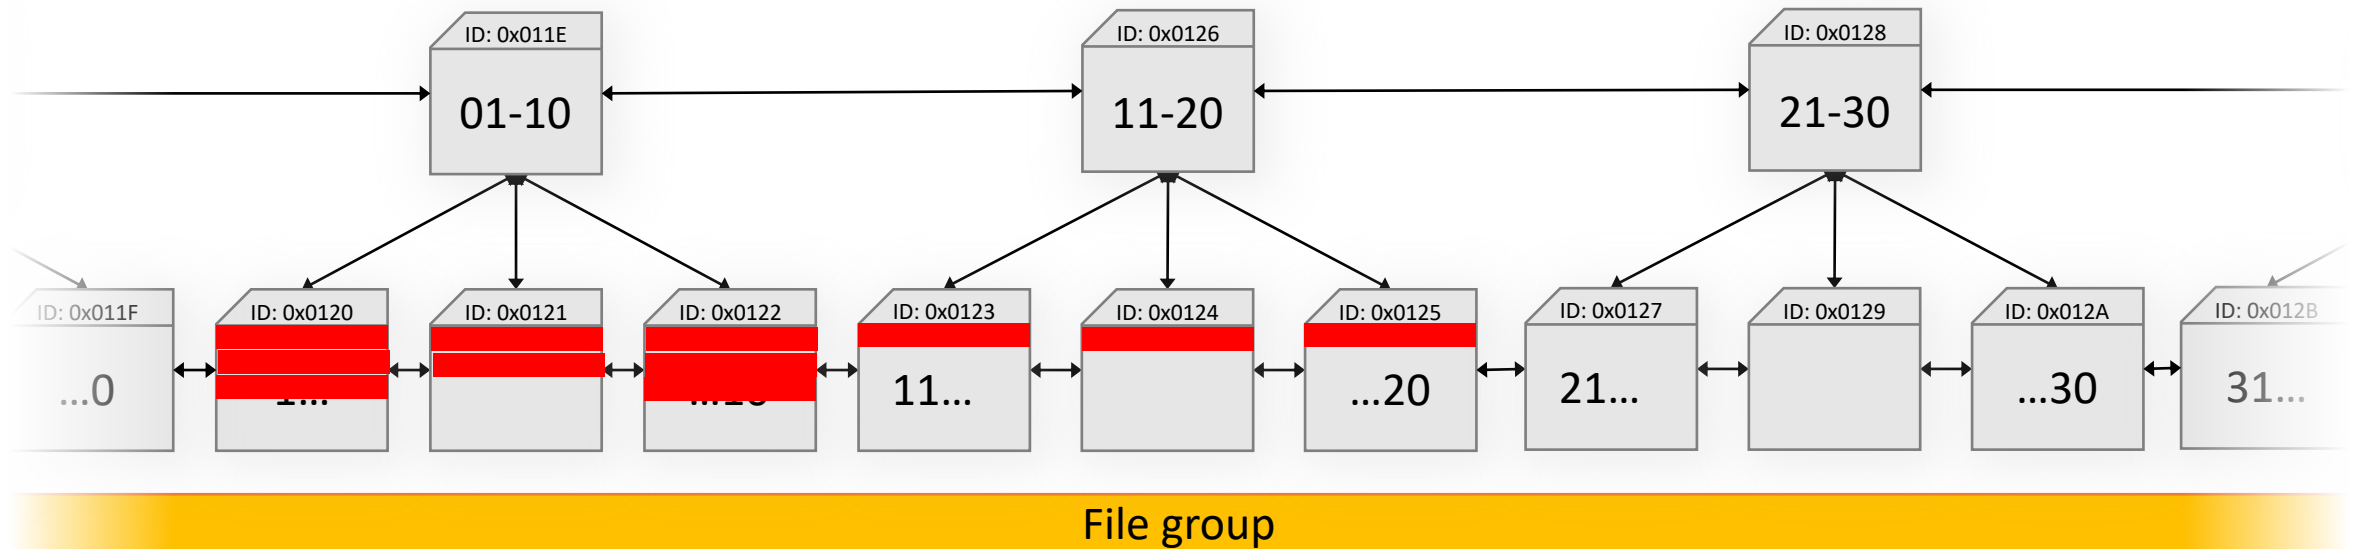 ID: 0x011E
ID: 0x0126
ID: 0x0128
01-10
11-20
21-30
ID: 0x011F
ID: 0x0120
ID: 0x0121
ID: 0x0122
ID: 0x0123
ID: 0x0124
ID: 0x0125
ID: 0x0127
ID: 0x0129
ID: 0x012A
ID: 0x012B
...0
11...
...20
21...
...30
31...
File group